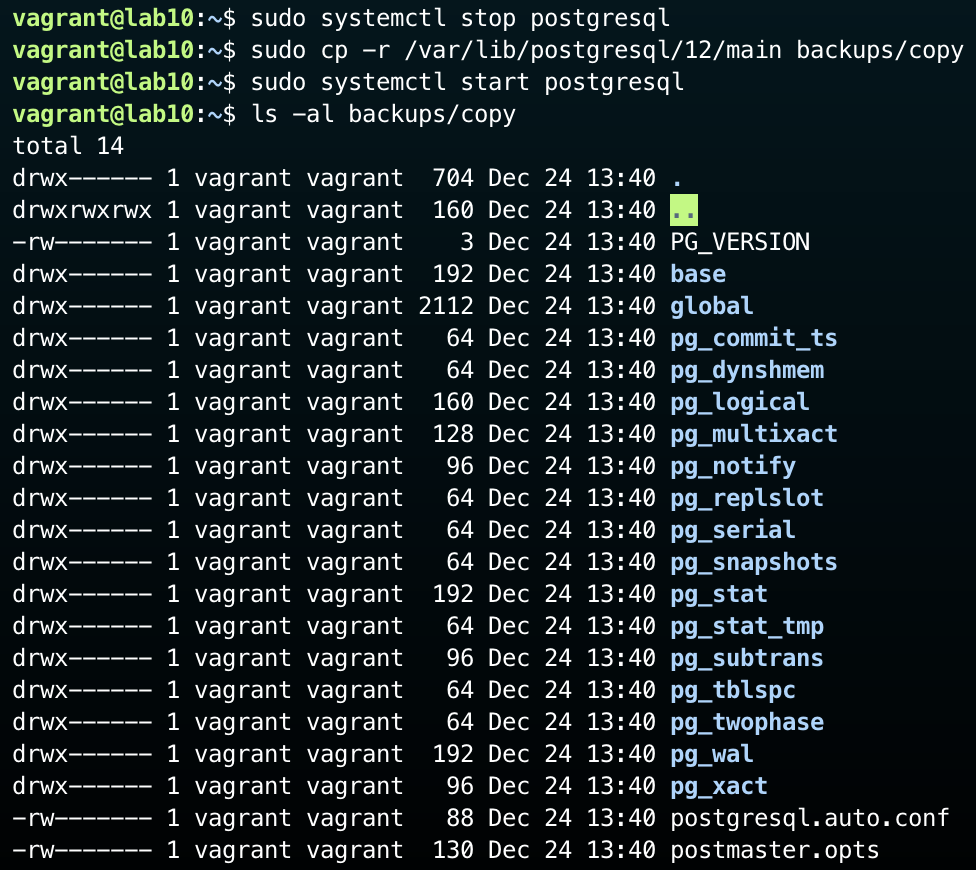 vagrant@lab10:~$ sudo systemctl stop postgresql
vagrant@lab10:~$ sudo cp -r /var/lib/postgresql/12/main backups/copy
vagrant@lab10:~$ sudo systemctl start postgresql
vagrant@lab10:~$ ls -al backups/copy
total 14
drwx------ 1 vagrant vagrant  704 Dec 24 13:40 .
drwxrwxrwx 1 vagrant vagrant  160 Dec 24 13:40 ..
-rw------- 1 vagrant vagrant    3 Dec 24 13:40 PG_VERSION
drwx------ 1 vagrant vagrant  192 Dec 24 13:40 base
drwx------ 1 vagrant vagrant 2112 Dec 24 13:40 global
drwx------ 1 vagrant vagrant   64 Dec 24 13:40 pg_commit_ts
drwx------ 1 vagrant vagrant   64 Dec 24 13:40 pg_dynshmem
drwx------ 1 vagrant vagrant  160 Dec 24 13:40 pg_logical
drwx------ 1 vagrant vagrant  128 Dec 24 13:40 pg_multixact
drwx------ 1 vagrant vagrant   96 Dec 24 13:40 pg_notify
drwx------ 1 vagrant vagrant   64 Dec 24 13:40 pg_replslot
drwx------ 1 vagrant vagrant   64 Dec 24 13:40 pg_serial
drwx------ 1 vagrant vagrant   64 Dec 24 13:40 pg_snapshots
drwx------ 1 vagrant vagrant  192 Dec 24 13:40 pg_stat
drwx------ 1 vagrant vagrant   64 Dec 24 13:40 pg_stat_tmp
drwx------ 1 vagrant vagrant   96 Dec 24 13:40 pg_subtrans
drwx------ 1 vagrant vagrant   64 Dec 24 13:40 pg_tblspc
drwx------ 1 vagrant vagrant   64 Dec 24 13:40 pg_twophase
drwx------ 1 vagrant vagrant  192 Dec 24 13:40 pg_wal
drwx------ 1 vagrant vagrant   96 Dec 24 13:40 pg_xact
-rw------- 1 vagrant vagrant   88 Dec 24 13:40 postgresql.auto.conf
-rw------- 1 vagrant vagrant  130 Dec 24 13:40 postmaster.opts